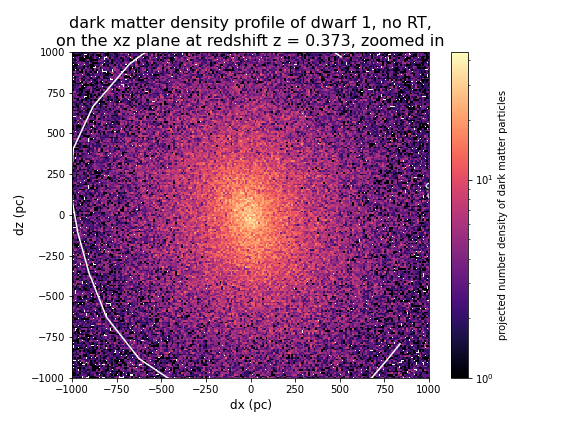 dark matter density profile of dwarf 1, no RT,
on the xz plane at redshift z = 0.373, zoomed in
1000
750
500
250
0
−250
−500
−750
−1000
dz (pc)
−1000 −750 −500 −250 0 250 500 750 1000
dx (pc)
10¹
10⁰
projected number density of dark matter particles